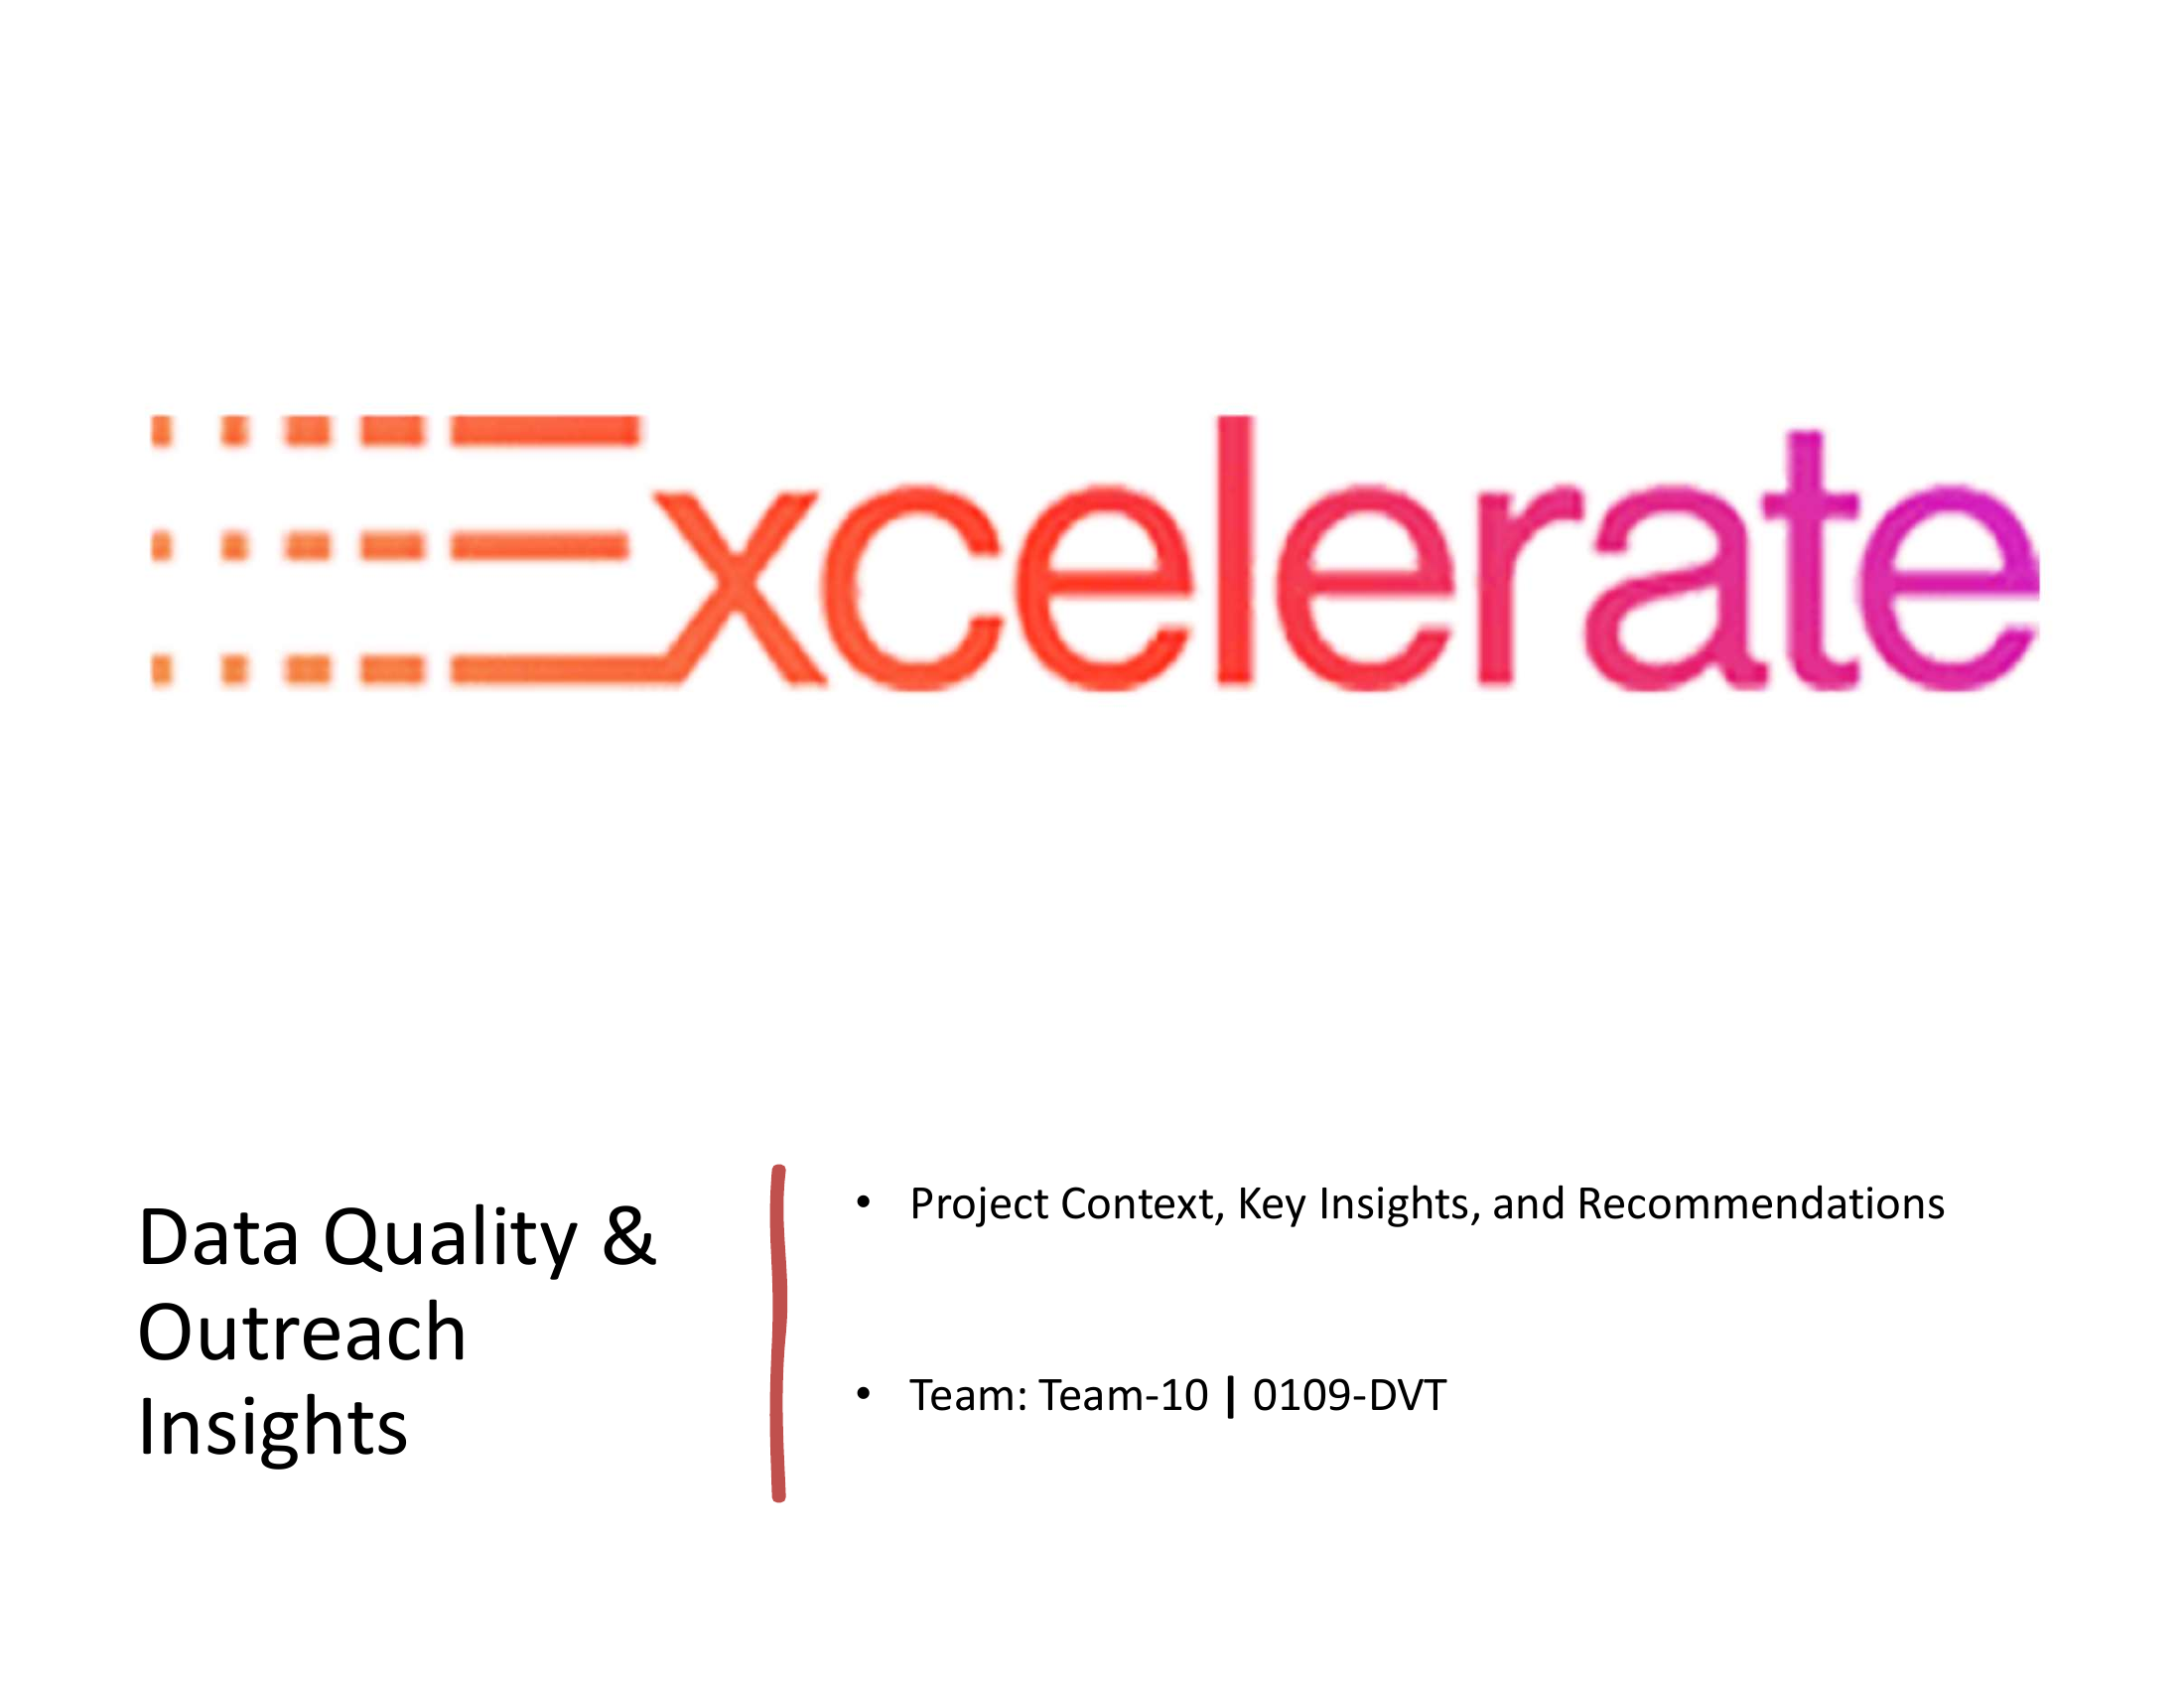 Excelerate
Data Quality &
Outreach
Insights
• Project Context, Key Insights, and Recommendations
• Team: Team-10 | 0109-DVT